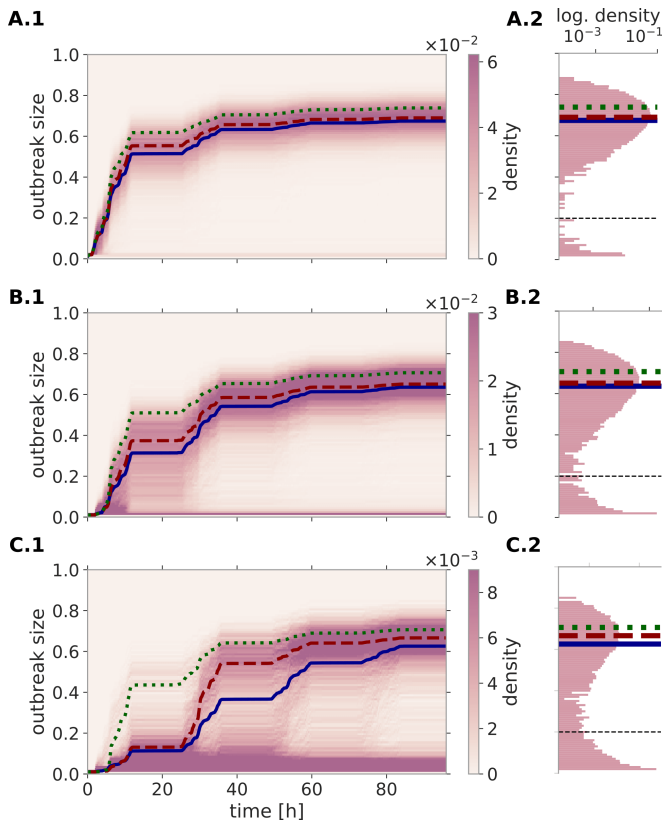 A.1
×10⁻²
A.2
log. density
10⁻³ 10⁻¹
outbreak size
1.0
0.8
0.6
0.4
0.2
0.0
6
4
2
0
density
B.1
×10⁻²
B.2
outbreak size
1.0
0.8
0.6
0.4
0.2
0.0
3
2
1
0
density
C.1
×10⁻³
C.2
outbreak size
1.0
0.8
0.6
0.4
0.2
0.0
8
6
4
2
0
density
0 20 40 60 80
time [h]